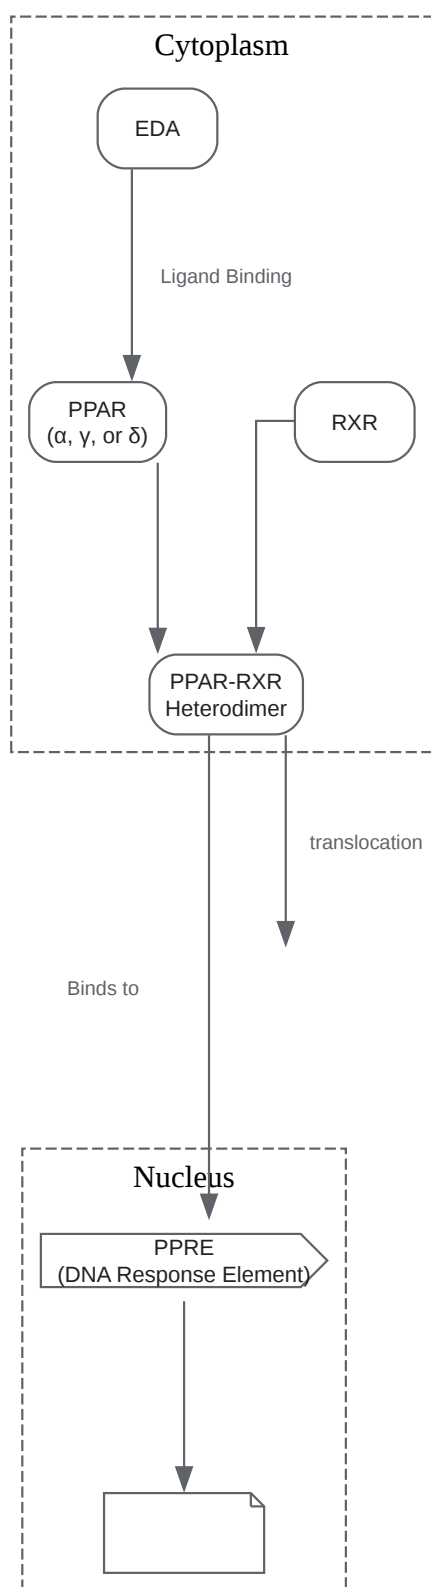 Cytoplasm
EDA
Ligand Binding
PPAR
(α, γ, or δ)
RXR
PPAR-RXR
Heterodimer
translocation
Binds to
Nucleus
PPRE
(DNA Response Element)